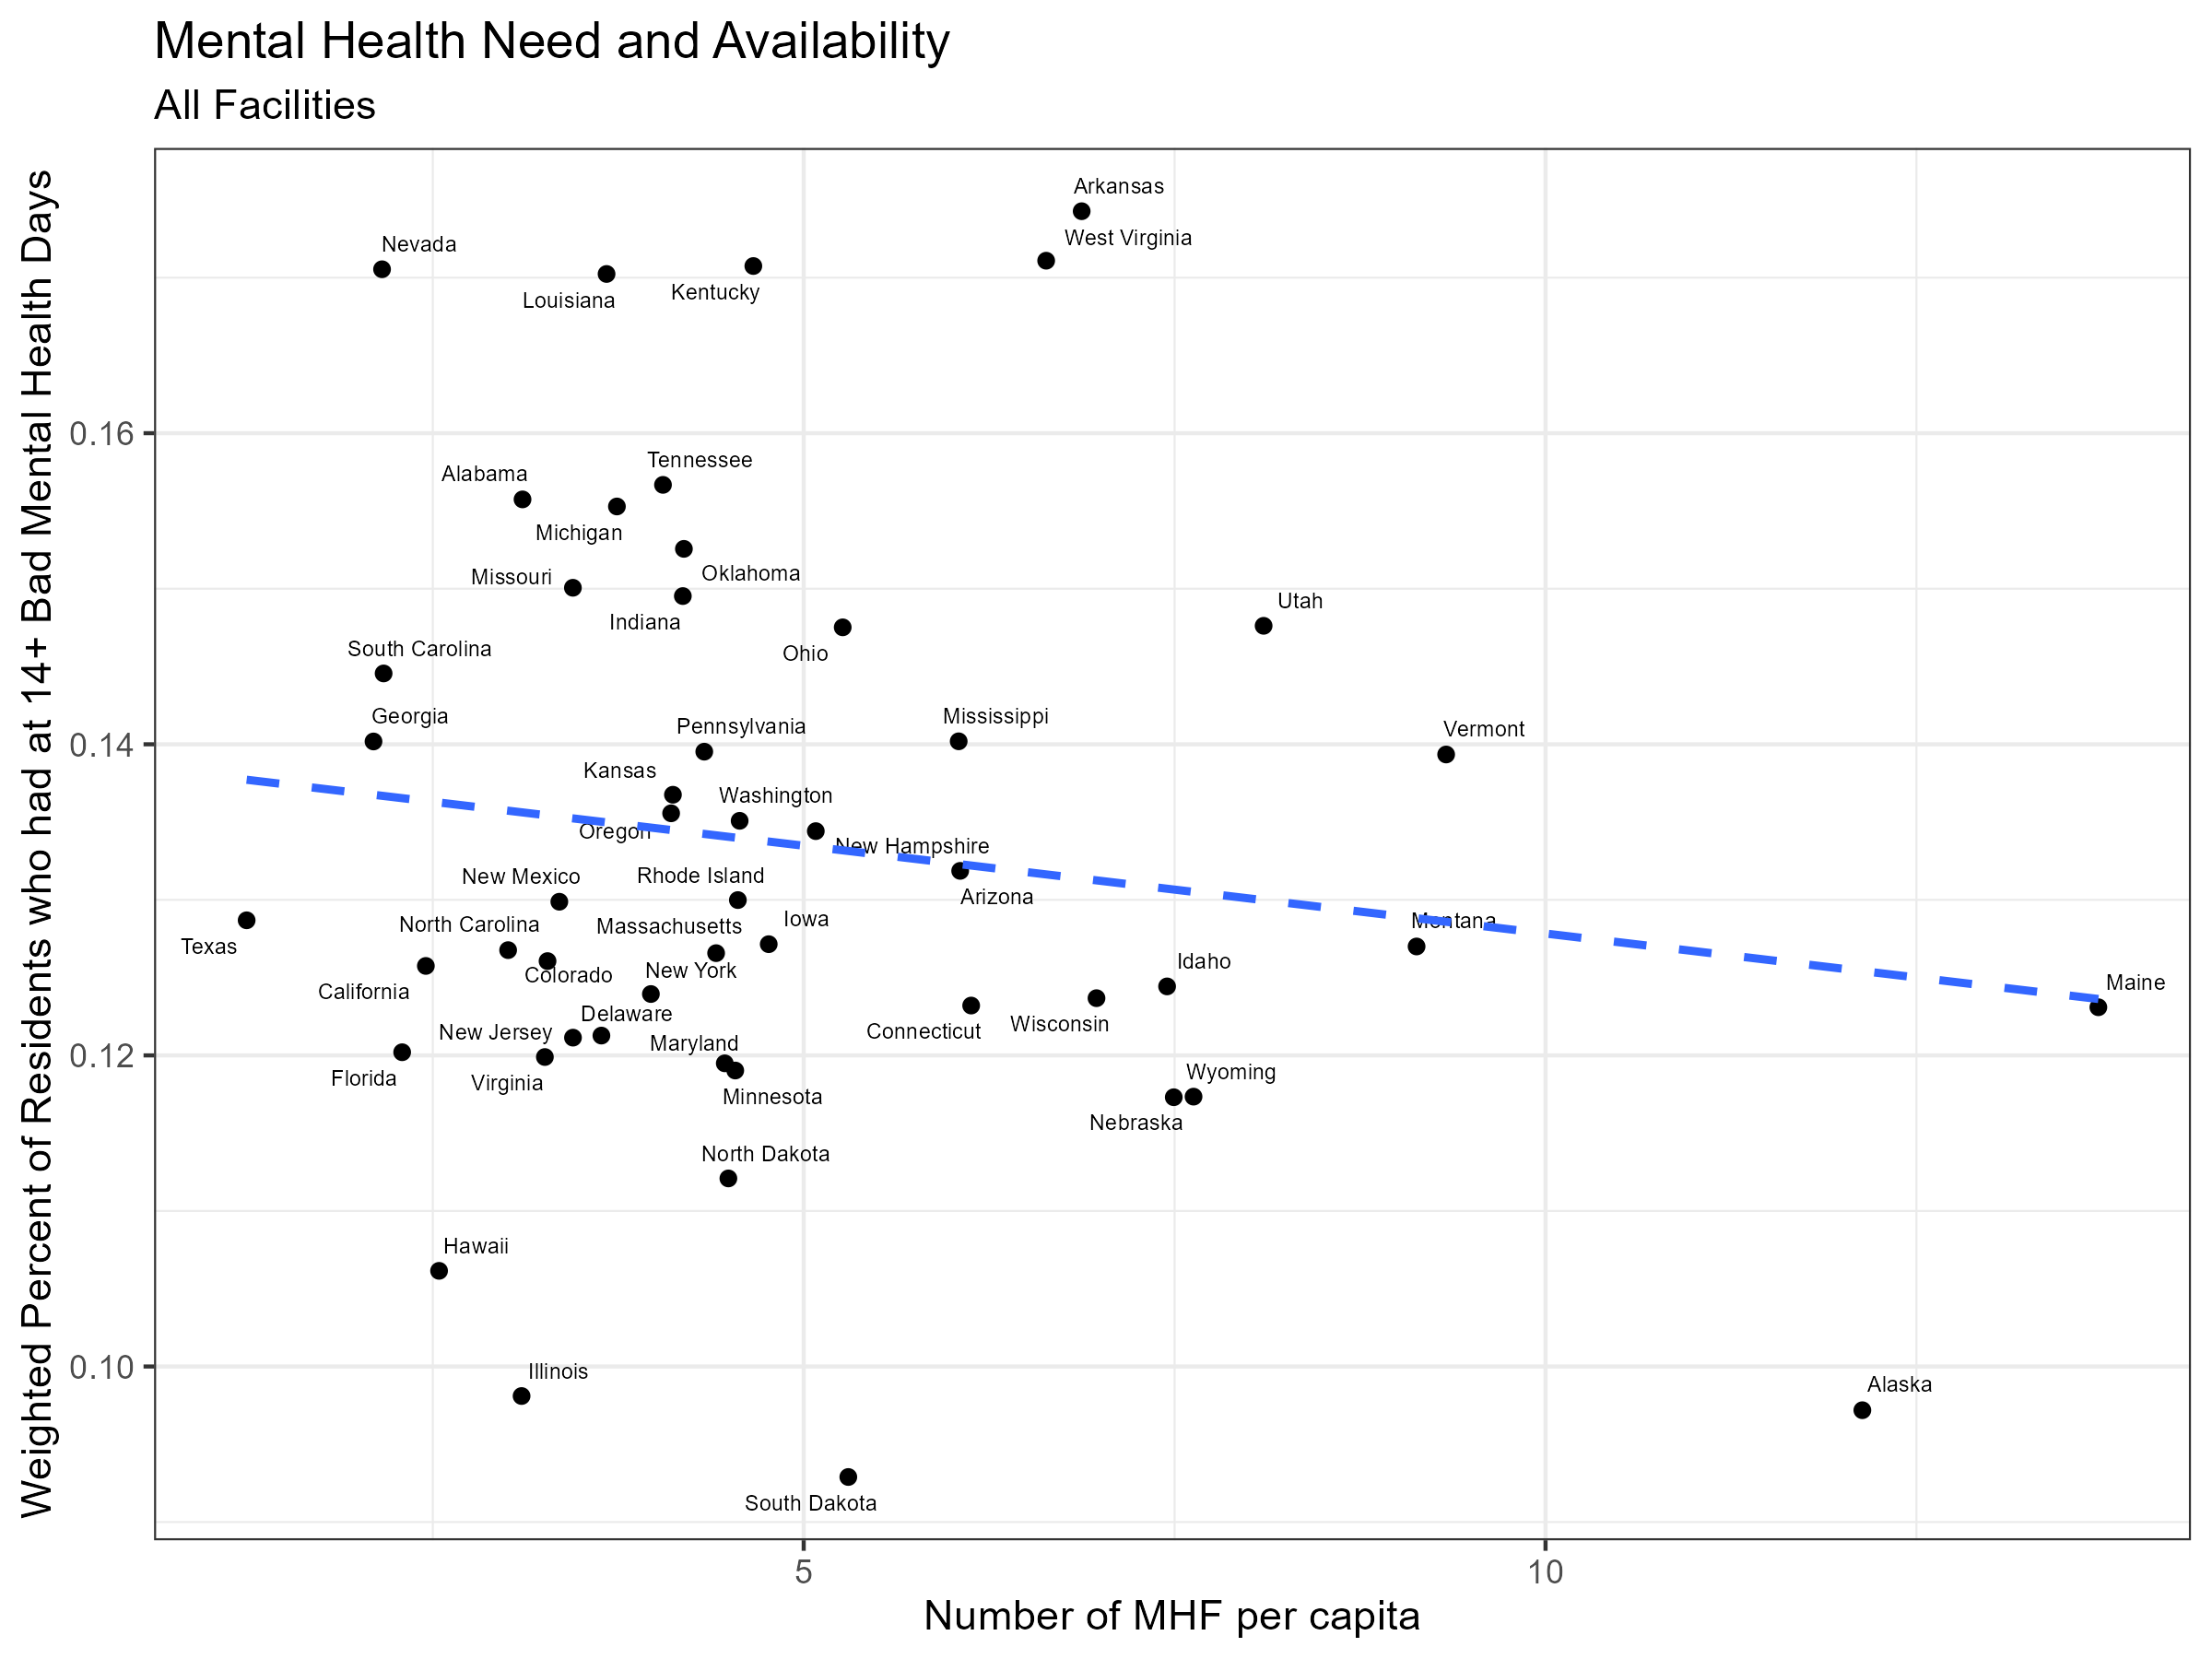 Mental Health Need and Availability
All Facilities
Weighted Percent of Residents who had at 14+ Bad Mental Health Days
Arkansas
West Virginia
Nevada
Louisiana
Kentucky
0.16
Tennessee
Alabama
Michigan
Missouri
Oklahoma
Indiana
Utah
Ohio
South Carolina
Georgia
Pennsylvania
Mississippi
Vermont
0.14
Kansas
Washington
Oregon
New Hampshire
New Mexico
Rhode Island
Arizona
North Carolina
Massachusetts
Iowa
Montana
Texas
Colorado
New York
Idaho
California
Maine
Delaware
New Jersey
Maryland
Connecticut
Wisconsin
0.12
Florida
Virginia
Minnesota
Wyoming
Nebraska
North Dakota
Hawaii
0.10
Illinois
Alaska
South Dakota
5
10
Number of MHF per capita